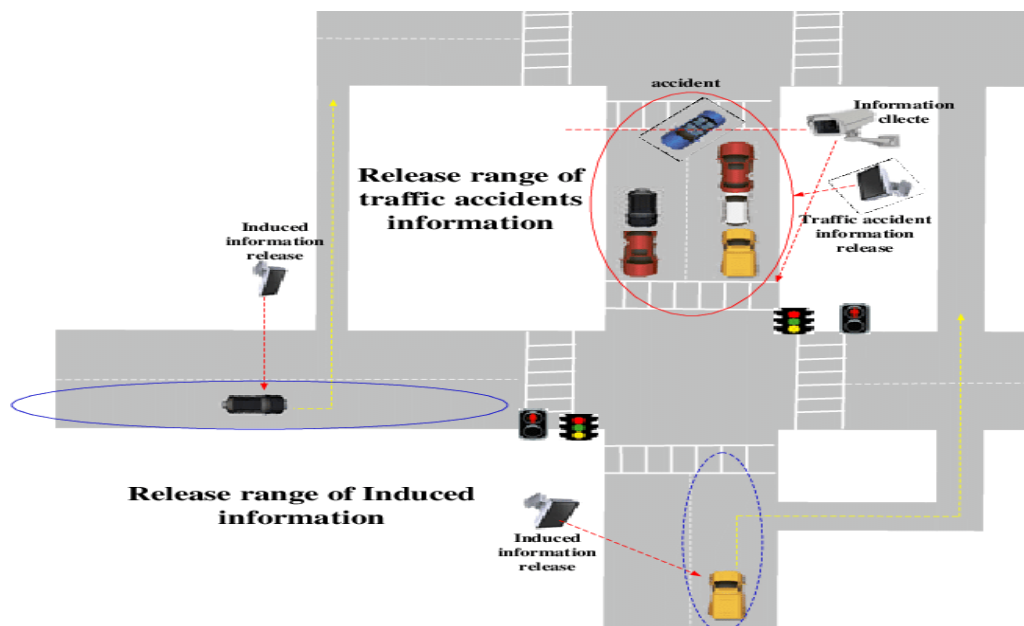 accident
Information
cllecte
Release range of
traffic accidents
information
Traffic accident
information
release
Induced
information
release
Release range of Induced
information
Induced
information
release